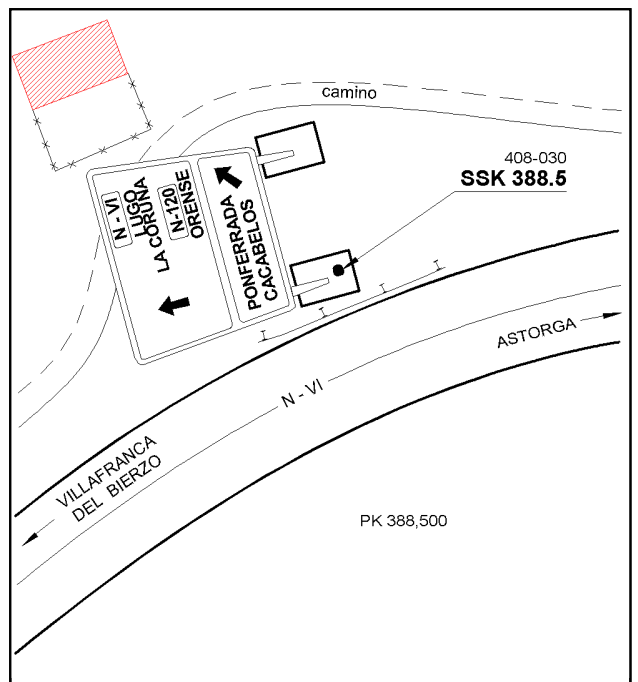 camino
408-030
SSK 388.5
N - VI
LUGO
LA CORUÑA
N-120
ORENSE
PONFERRADA
CACABELOS
ASTORGA
N - VI
VILLAFRANCA
DEL BIERZO
PK 388,500